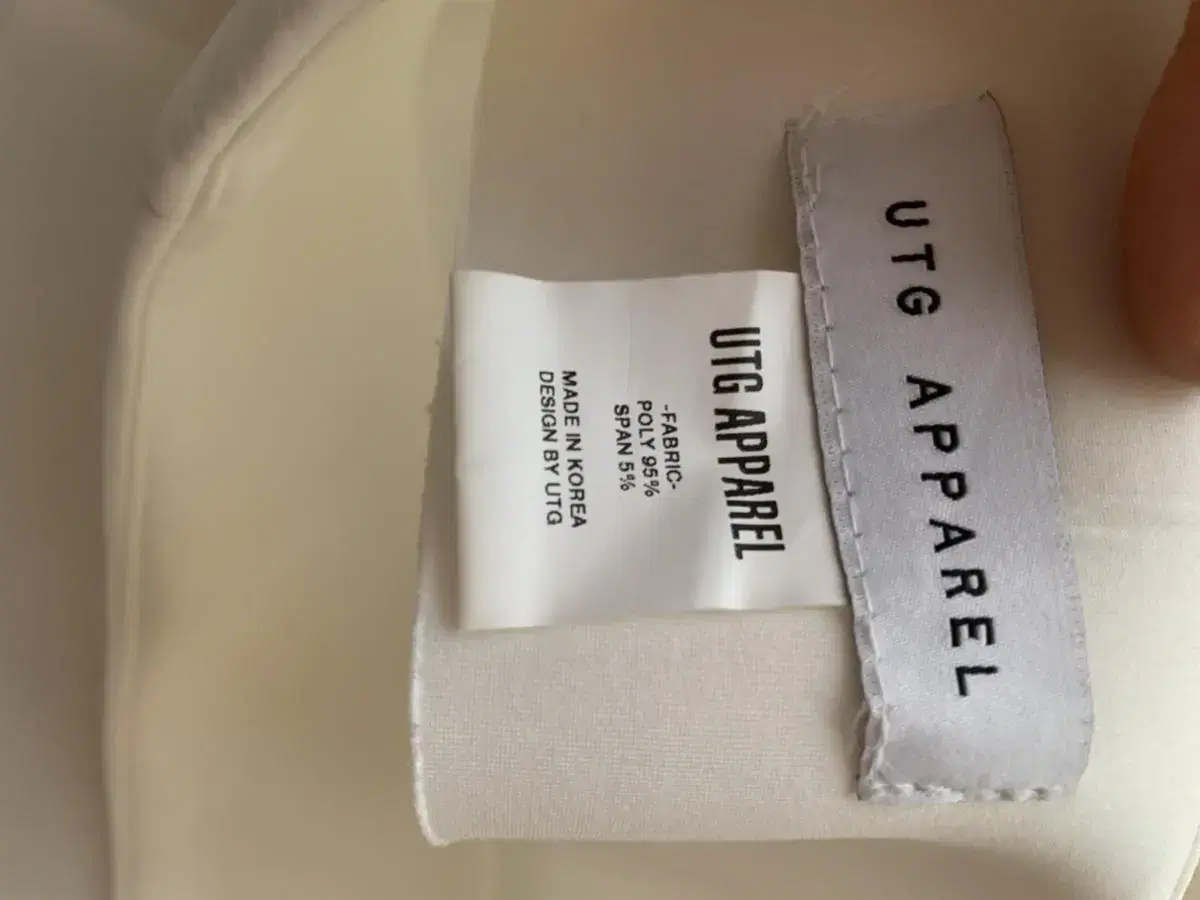 UTG APPAREL
UTG APPAREL
-FABRIC-
POLY 95%
SPAN 5%
MADE IN KOREA
DESIGN BY UTG